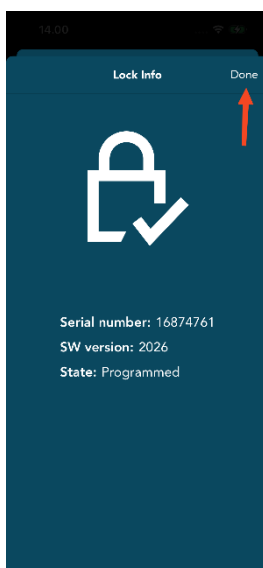 14.00
Lock Info
Done
Serial number: 16874761
SW version: 2026
State: Programmed